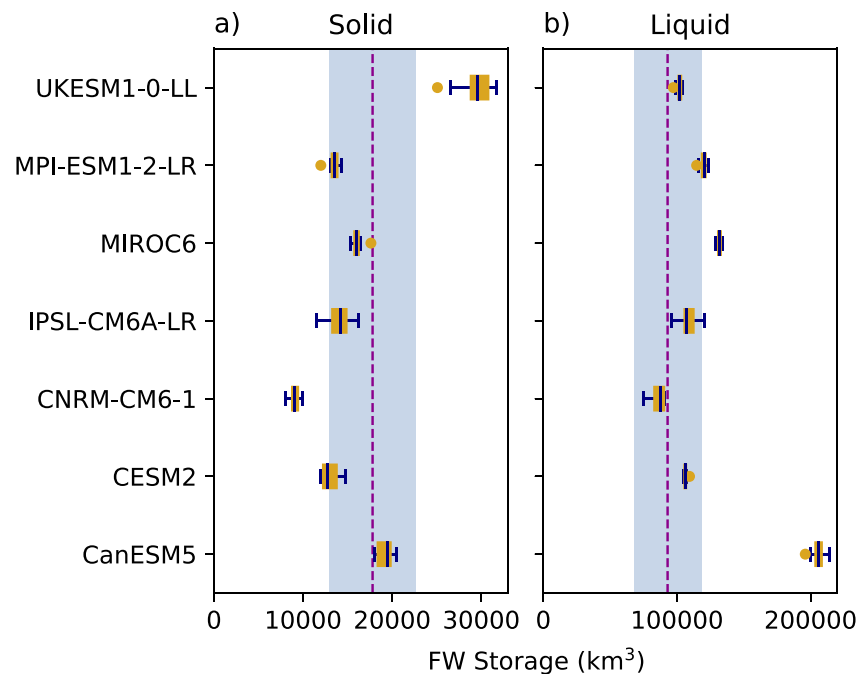 a) Solid
b) Liquid
UKESM1-0-LL
MPI-ESM1-2-LR
MIROC6
IPSL-CM6A-LR
CNRM-CM6-1
CESM2
CanESM5
0 10000 20000 30000
0 100000 200000
FW Storage (km³)